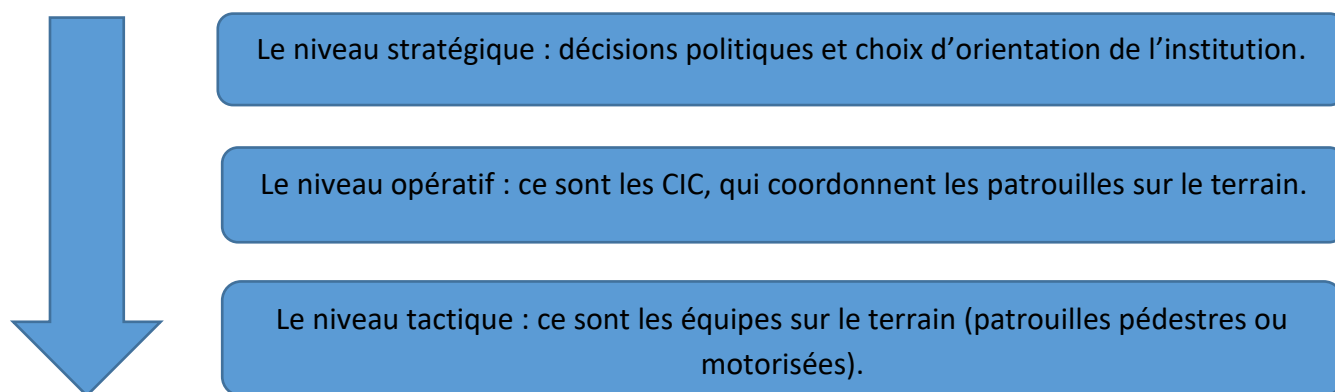 Le niveau stratégique : décisions politiques et choix d’orientation de l’institution.
Le niveau opératif : ce sont les CIC, qui coordonnent les patrouilles sur le terrain.
Le niveau tactique : ce sont les équipes sur le terrain (patrouilles pédestres ou
motorisées).